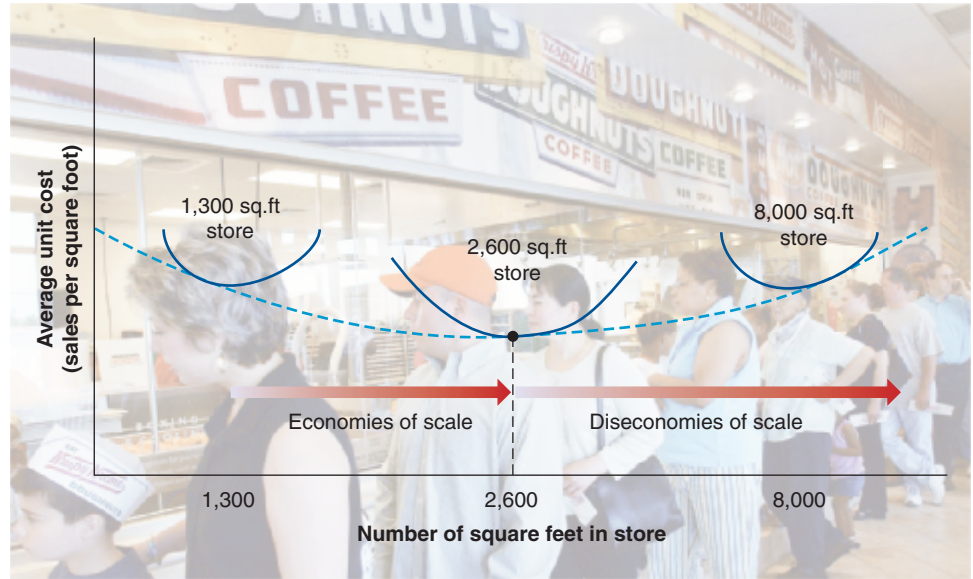 DOUGHNUTS
COFFEE
DOUGHNUTS
COFFEE
DOUGHNUTS
COFFEE
DOUGHNUT
Average unit cost
(sales per square foot)
1,300 sq.ft
store
2,600 sq.ft
store
8,000 sq.ft
store
Economies of scale
Diseconomies of scale
1,300
2,600
8,000
Number of square feet in store